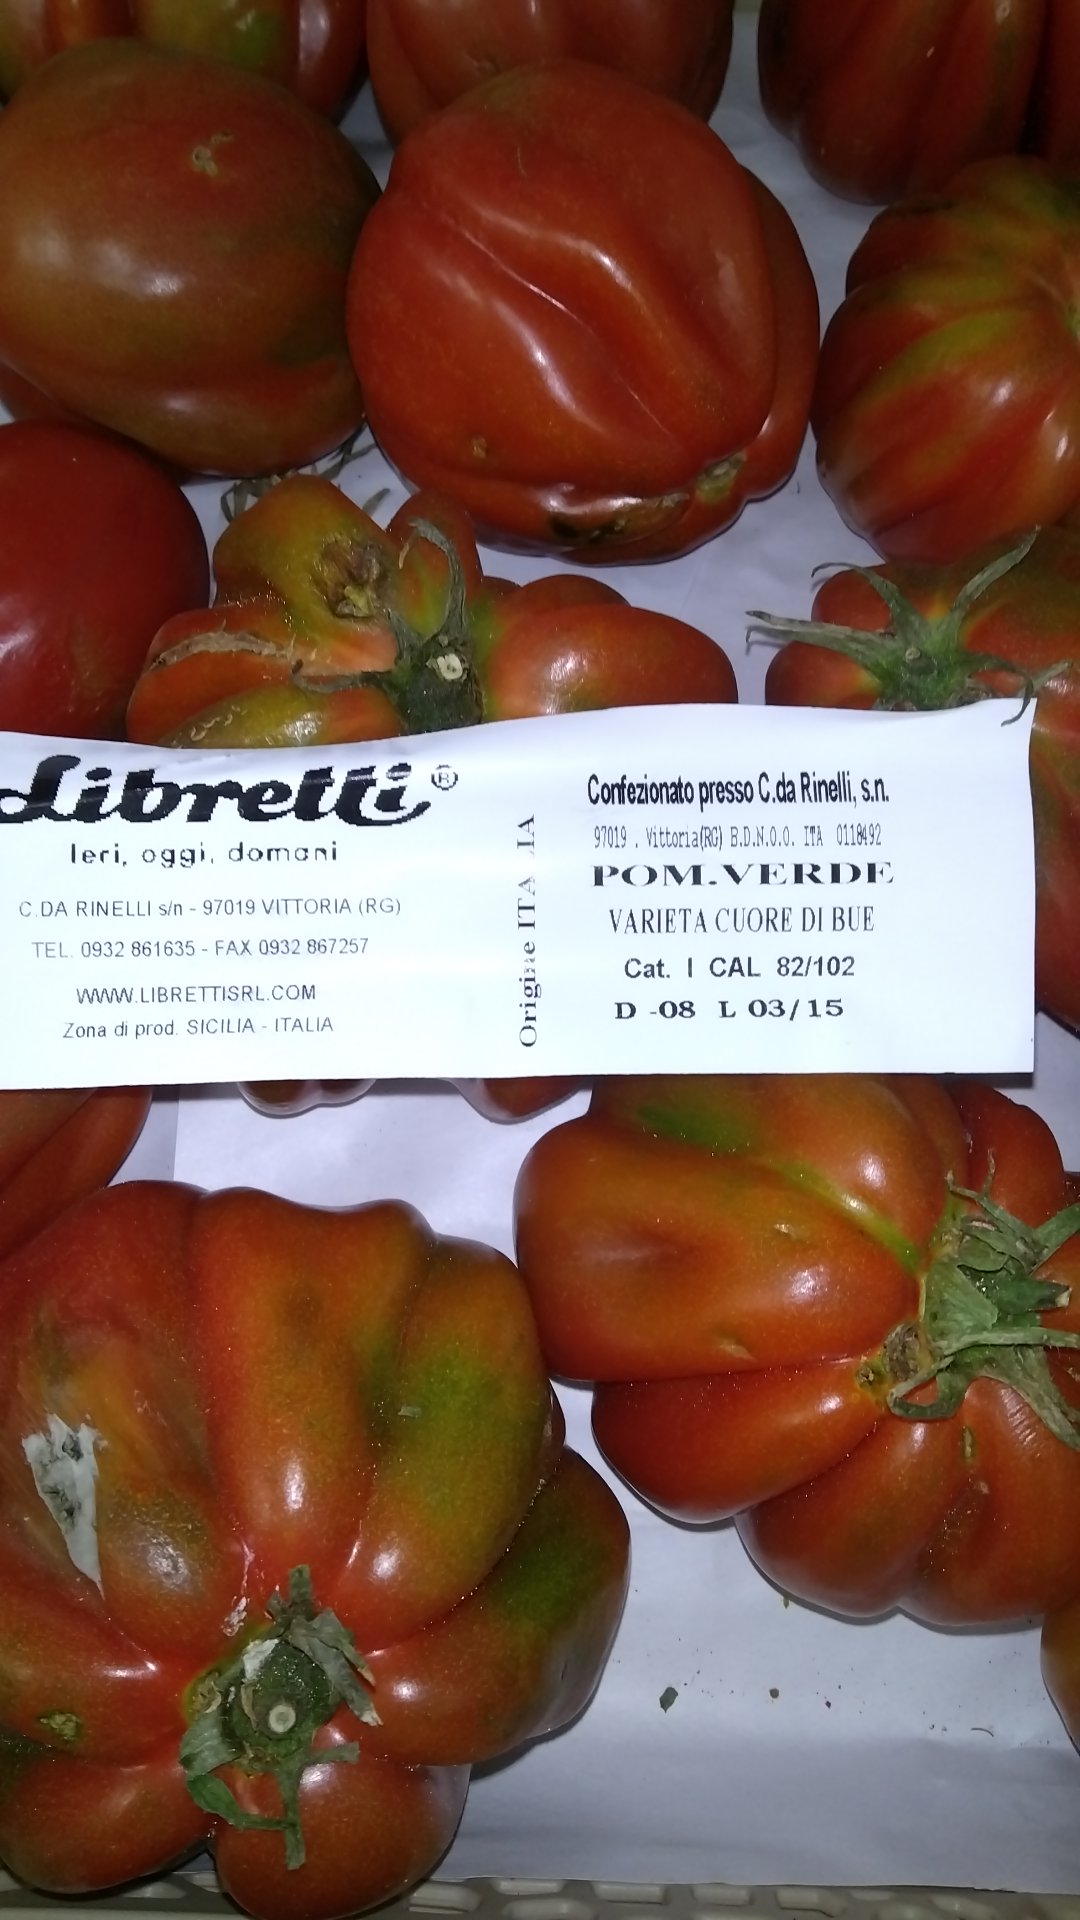 Libretti ®
Ieri, oggi, domani
C.DA RINELLI s/n - 97019 VITTORIA (RG)
TEL. 0932 861635 - FAX 0932 867257
WWW.LIBRETTISRL.COM
Zona di prod. SICILIA - ITALIA
Origine ITALIA
Confezionato presso C.da Rinelli, s.n.
97019 . Vittoria(RG) B.D.N.O.O. ITA 0118492
POM.VERDE
VARIETA CUORE DI BUE
Cat. I CAL 82/102
D -08 L 03/15